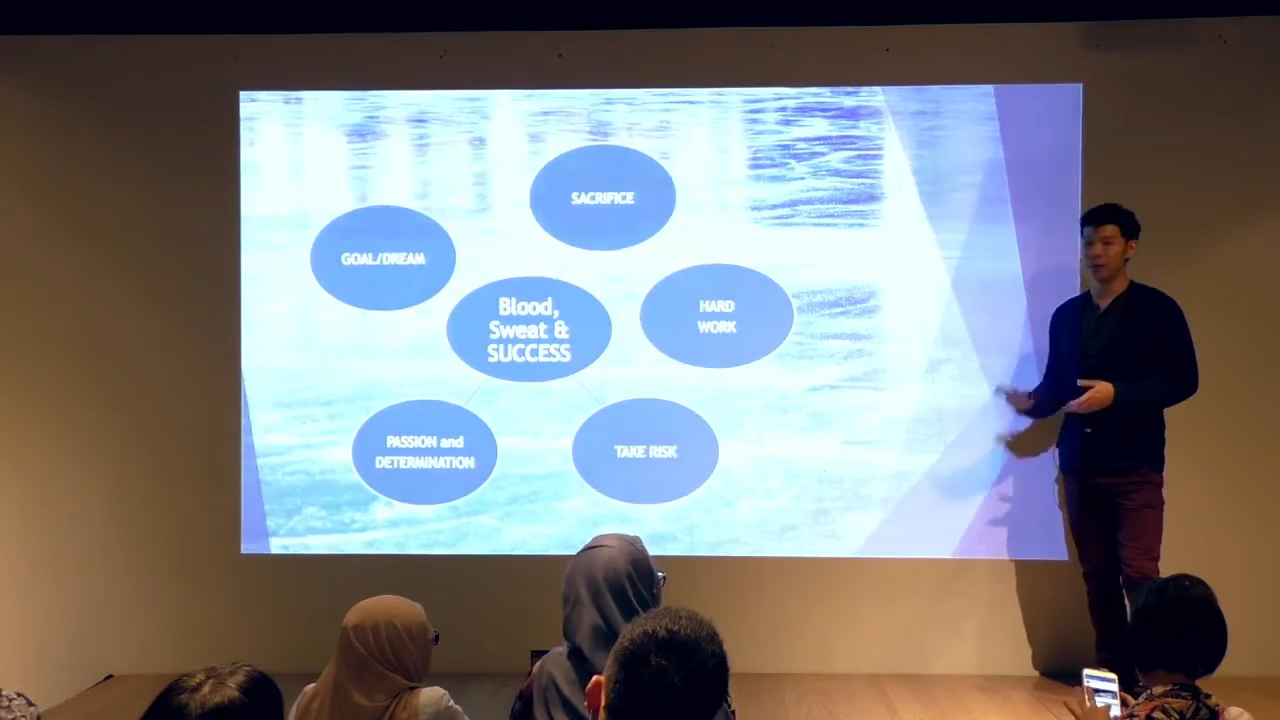 SACRIFICE
GOAL/DREAM
Blood,
Sweat &
SUCCESS
HARD
WORK
PASSION and
DETERMINATION
TAKE RISK